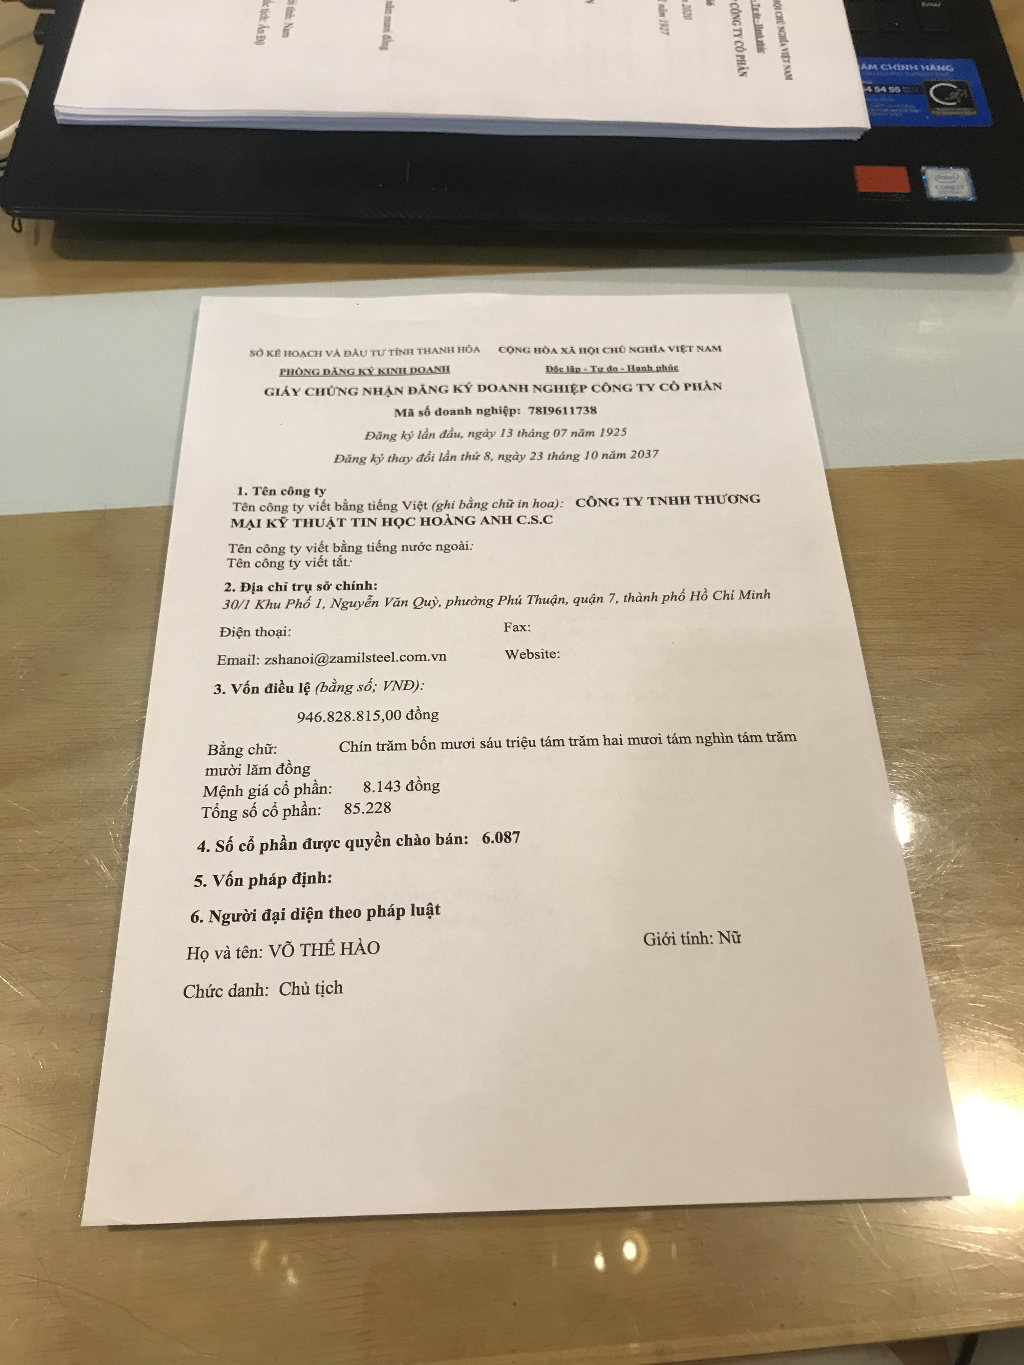 ÂM CHÍNH HÃNG
4 54 55
intel
CORE i7
SỞ KẾ HOẠCH VÀ ĐẦU TƯ TỈNH THANH HÓA CỘNG HÒA XÃ HỘI CHỦ NGHĨA VIỆT NAM
PHÒNG ĐĂNG KÝ KINH DOANH Độc lập - Tự do - Hạnh phúc
GIẤY CHỨNG NHẬN ĐĂNG KÝ DOANH NGHIỆP CÔNG TY CỔ PHẦN
Mã số doanh nghiệp: 7819611738
Đăng ký lần đầu, ngày 13 tháng 07 năm 1925
Đăng ký thay đổi lần thứ 8, ngày 23 tháng 10 năm 2037
1. Tên công ty
Tên công ty viết bằng tiếng Việt (ghi bằng chữ in hoa): CÔNG TY TNHH THƯƠNG
MẠI KỸ THUẬT TIN HỌC HOÀNG ANH C.S.C
Tên công ty viết bằng tiếng nước ngoài:
Tên công ty viết tắt:
2. Địa chỉ trụ sở chính:
30/1 Khu Phố 1, Nguyễn Văn Quỳ, phường Phú Thuận, quận 7, thành phố Hồ Chí Minh
Điện thoại: Fax:
Email: zshanoi@zamilsteel.com.vn Website:
3. Vốn điều lệ (bằng số; VNĐ):
946.828.815,00 đồng
Bằng chữ: Chín trăm bốn mươi sáu triệu tám trăm hai mươi tám nghìn tám trăm
mười lăm đồng
Mệnh giá cổ phần: 8.143 đồng
Tổng số cổ phần: 85.228
4. Số cổ phần được quyền chào bán: 6.087
5. Vốn pháp định:
6. Người đại diện theo pháp luật
Họ và tên: VÕ THẾ HÀO Giới tính: Nữ
Chức danh: Chủ tịch